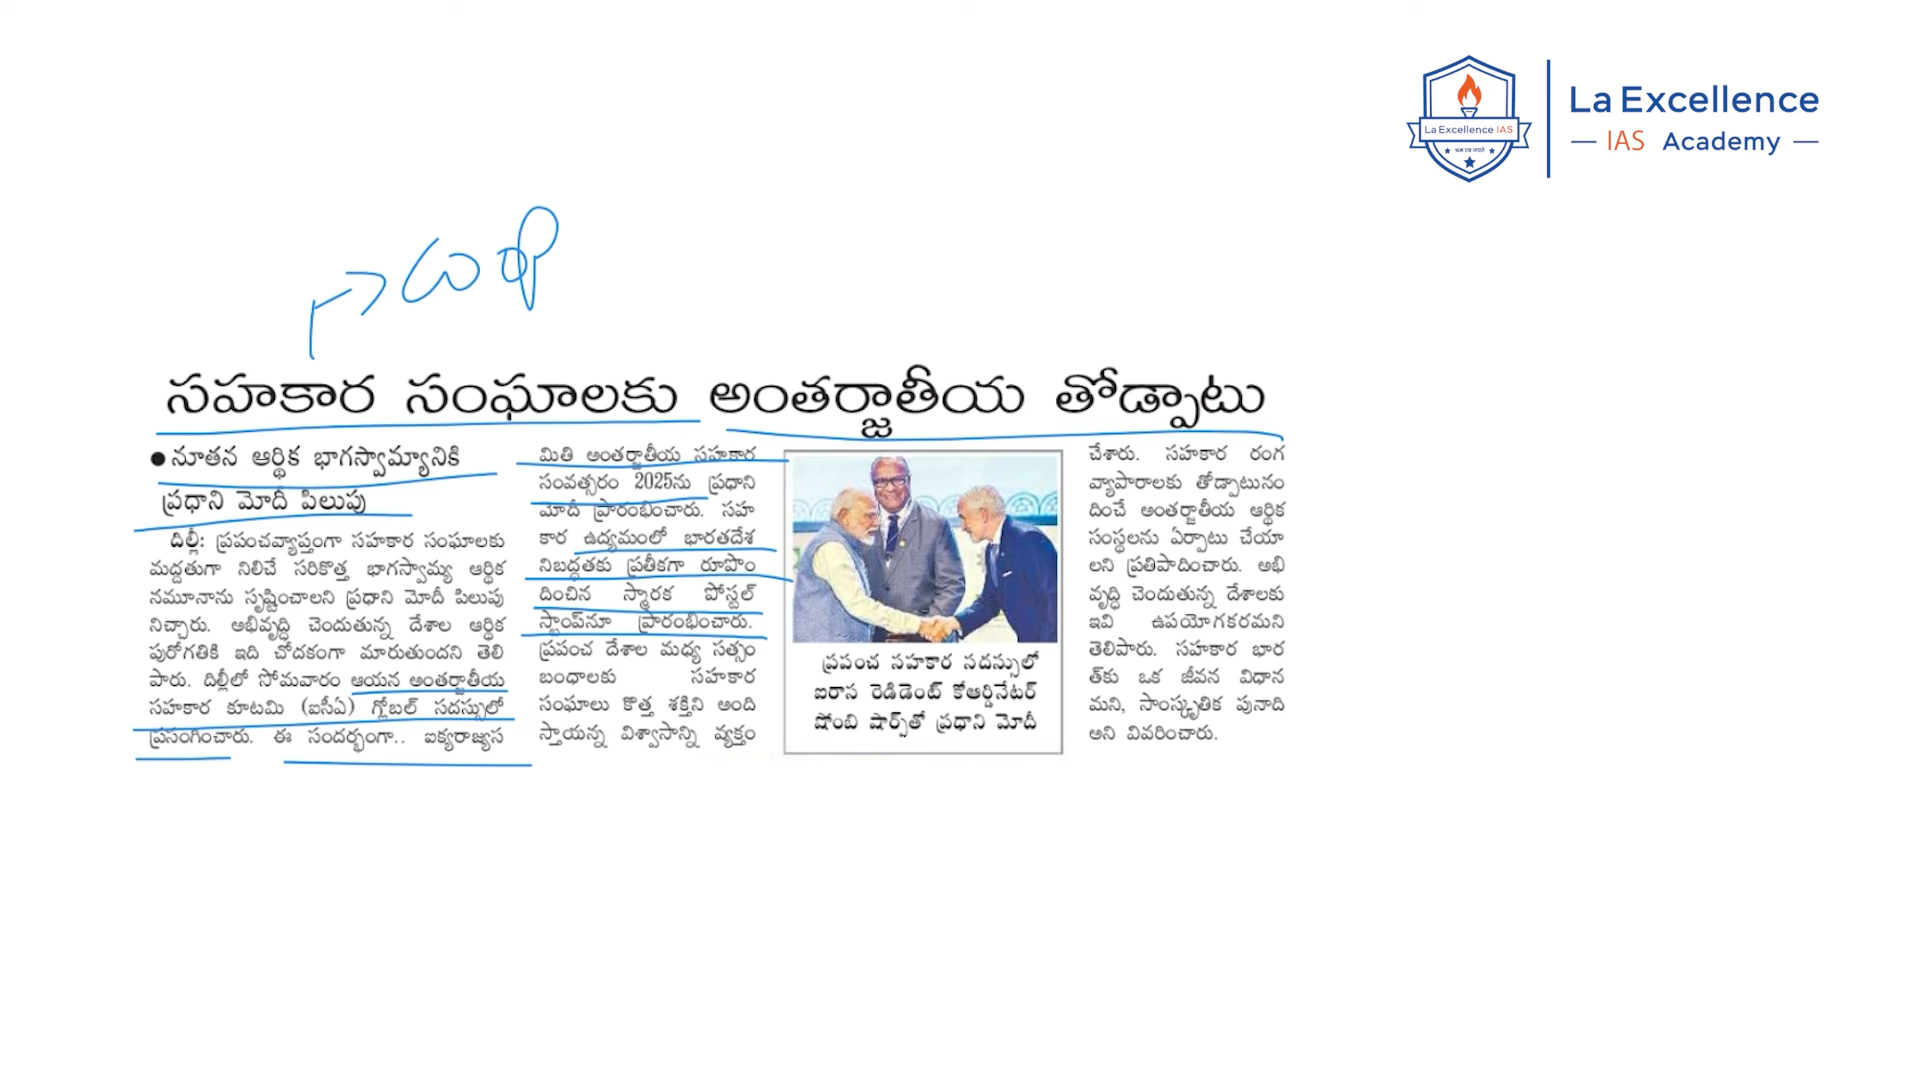 La Excellence
IAS Academy
La Excellence IAS
సహకార సంఘాలకు అంతర్జాతీయ తోడ్పాటు
● నూతన ఆర్థిక భాగస్వామ్యానికి
ప్రధాని మోదీ పిలుపు
దిల్లీ: ప్రపంచవ్యాప్తంగా సహకార సంఘాలకు
మద్దతుగా నిలిచే సరికొత్త భాగస్వామ్య ఆర్థిక
నమూనాను సృష్టించాలని ప్రధాని మోదీ పిలుపు
నిచ్చారు. అభివృద్ధి చెందుతున్న దేశాల ఆర్థిక
పురోగతికి ఇది చోదకంగా మారుతుందని తెలి
పారు. దిల్లీలో సోమవారం ఆయన అంతర్జాతీయ
సహకార కూటమి (ఐసీఏ) గ్లోబల్ సదస్సులో
ప్రసంగించారు. ఈ సందర్భంగా.. ఐక్యరాజ్యస
మితి అంతర్జాతీయ సహకార
సంవత్సరం 2025ను ప్రధాని
మోదీ ప్రారంభించారు. సహ
కార ఉద్యమంలో భారతదేశ
నిబద్ధతకు ప్రతీకగా రూపొం
దించిన స్మారక పోస్టల్
స్టాంప్‌నూ ప్రారంభించారు.
ప్రపంచ దేశాల మధ్య సత్సం
బంధాలకు సహకార
సంఘాలు కొత్త శక్తిని అంది
స్తాయన్న విశ్వాసాన్ని వ్యక్తం
ప్రపంచ సహకార సదస్సులో
ఐరాస రెడిడెంట్ కోఆర్డినేటర్
షోంబి షార్ప్‌తో ప్రధాని మోదీ
చేశారు. సహకార రంగ
వ్యాపారాలకు తోడ్పాటునం
దించే అంతర్జాతీయ ఆర్థిక
సంస్థలను ఏర్పాటు చేయా
లని ప్రతిపాదించారు. అభి
వృద్ధి చెందుతున్న దేశాలకు
ఇవి ఉపయోగకరమని
తెలిపారు. సహకార భార
త్‌కు ఒక జీవన విధాన
మని, సాంస్కృతిక పునాది
అని వివరించారు.